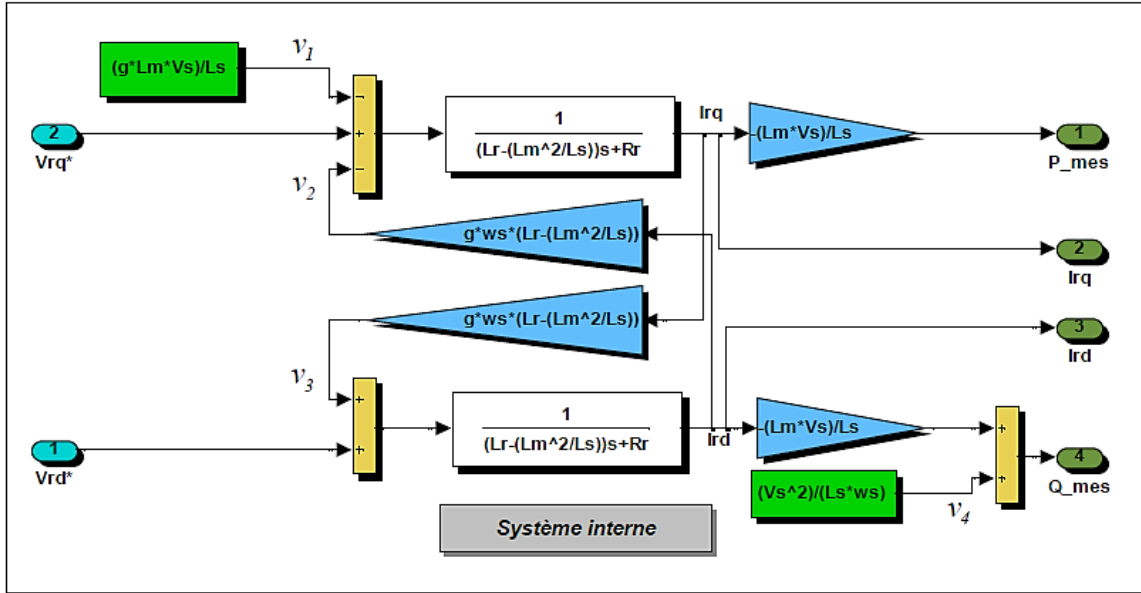 (g*Lm*Vs)/Ls
v1
2
Vrq*
-
+
-
1
(Lr-(Lm^2/Ls))s+Rr
Irq
-(Lm*Vs)/Ls
1
P_mes
v2
g*ws*(Lr-(Lm^2/Ls))
2
Irq
g*ws*(Lr-(Lm^2/Ls))
3
Ird
v3
+
+
1
Vrd*
1
(Lr-(Lm^2/Ls))s+Rr
Ird
-(Lm*Vs)/Ls
+
+
4
Q_mes
(Vs^2)/(Ls*ws)
v4
Système interne